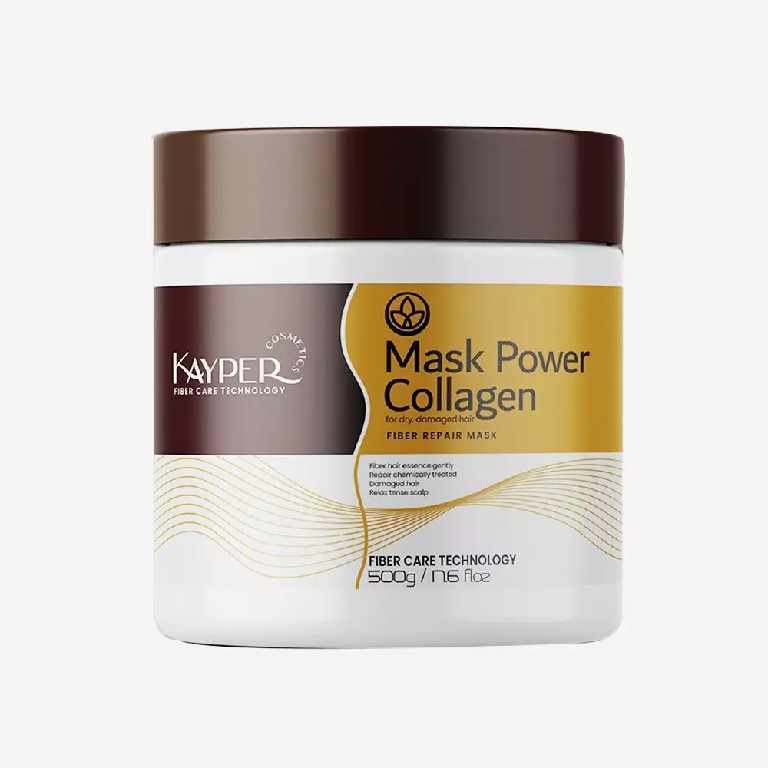 KAYPER
COSMETICS
FIBER CARE TECHNOLOGY
Mask Power
Collagen
for dry, damaged hair
FIBER REPAIR MASK
Fiber hair essence gently
Repair chemically treated
Damaged hair
Relax tense scalp
FIBER CARE TECHNOLOGY
500g / 17.6 floz